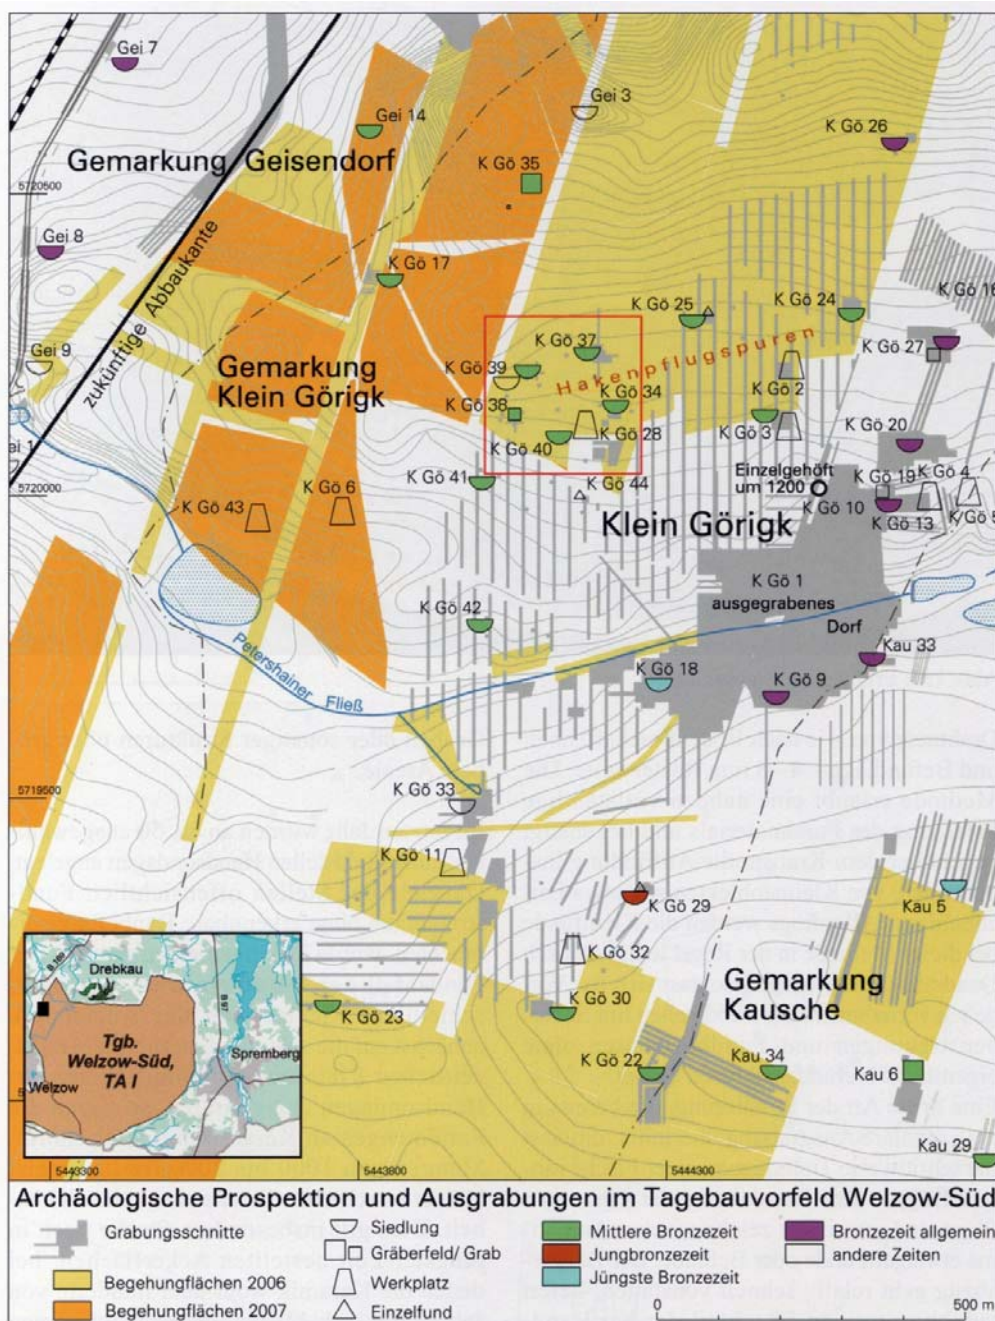 Gei 7
Gei 14
Gei 3
K Gö 26
Gemarkung Geisendorf
K Gö 35
5720500
Gei 8
zukünftige Abbaukante
K Gö 17
K Gö 25
K Gö 24
K Gö 16
Gei 9
K Gö 37
Hakenpflugspuren
K Gö 27
Gemarkung
Klein Görigk
K Gö 39
K Gö 34
K Gö 2
K Gö 38
K Gö 28
K Gö 3
K Gö 20
K Gö 40
K Gö 41
K Gö 44
Einzelgehöft
um 1200
K Gö 19
K Gö 4
5720000
K Gö 43
K Gö 6
Klein Görigk
K Gö 10
K Gö 13
K Gö 5
K Gö 1
ausgegrabenes
Dorf
K Gö 42
Kau 33
Petershainer Fließ
K Gö 18
K Gö 9
5719500
K Gö 33
K Gö 11
K Gö 29
Kau 5
K Gö 32
Gemarkung
Kausche
K Gö 23
K Gö 30
K Gö 22
Kau 34
Kau 6
Kau 29
Drebkau
Tgb.
Welzow-Süd,
TA I
Welzow
Spremberg
5443300
5443800
5444300
Archäologische Prospektion und Ausgrabungen im Tagebauvorfeld Welzow-Süd
Grabungsschnitte
Begehungflächen 2006
Begehungflächen 2007
Siedlung
Gräberfeld/ Grab
Werkplatz
Einzelfund
Mittlere Bronzezeit
Jungbronzezeit
Jüngste Bronzezeit
Bronzezeit allgemein
andere Zeiten
0
500 m